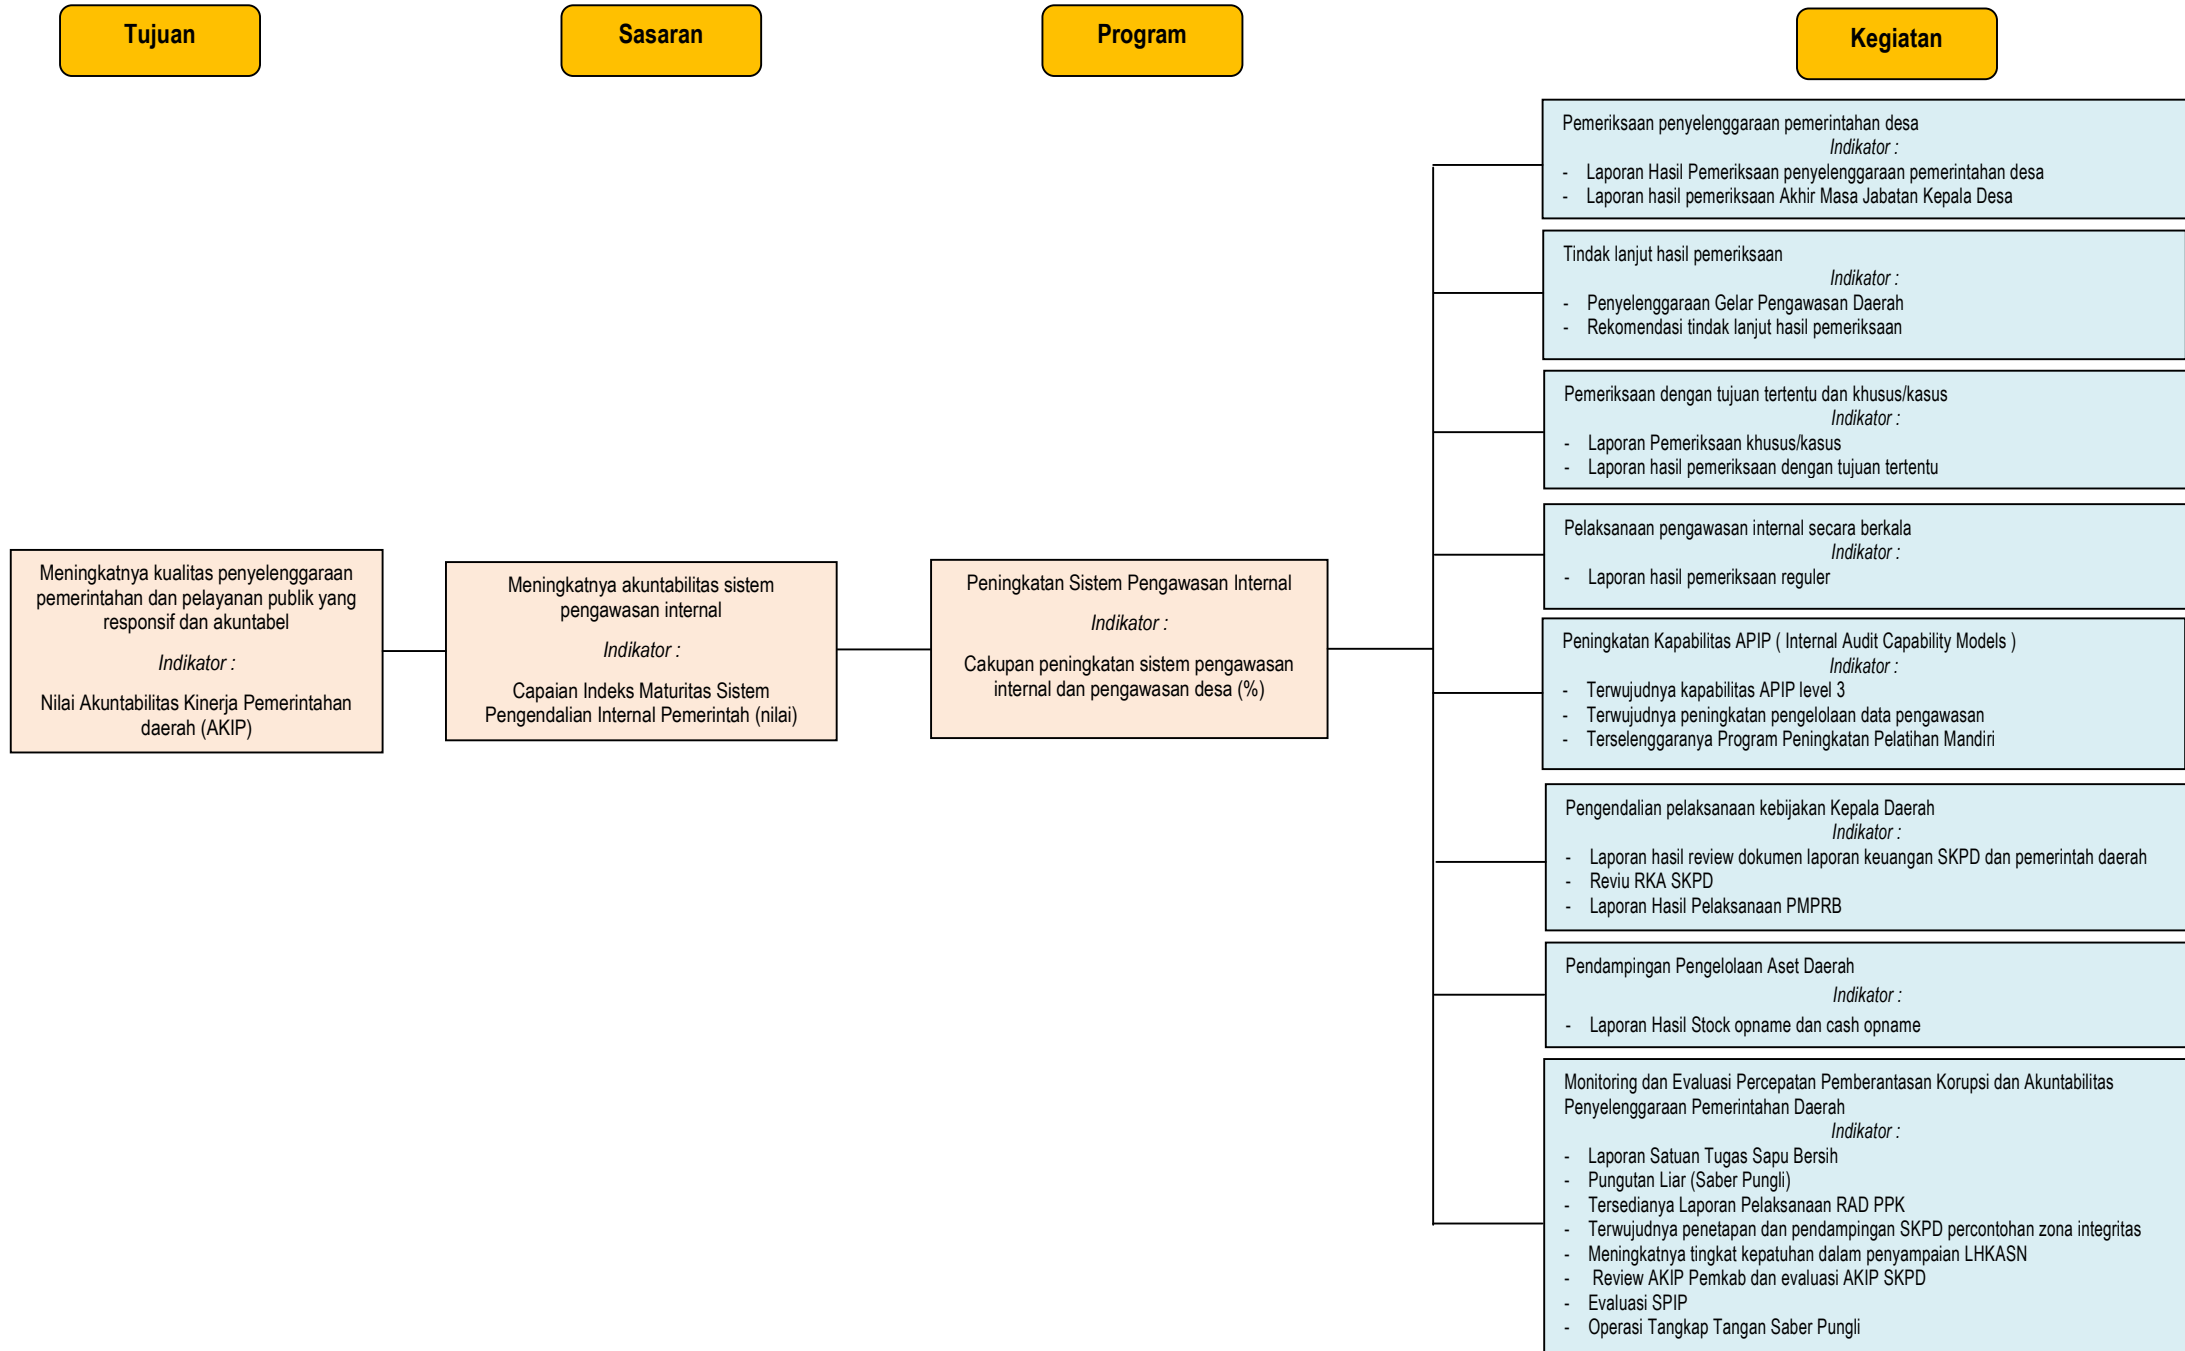 Tujuan
Sasaran
Program
Kegiatan
Meningkatnya kualitas penyelenggaraan
pemerintahan dan pelayanan publik yang
responsif dan akuntabel
Indikator :
Nilai Akuntabilitas Kinerja Pemerintahan
daerah (AKIP)
Meningkatnya akuntabilitas sistem
pengawasan internal
Indikator :
Capaian Indeks Maturitas Sistem
Pengendalian Internal Pemerintah (nilai)
Peningkatan Sistem Pengawasan Internal
Indikator :
Cakupan peningkatan sistem pengawasan
internal dan pengawasan desa (%)
Pemeriksaan penyelenggaraan pemerintahan desa
Indikator :
- Laporan Hasil Pemeriksaan penyelenggaraan pemerintahan desa
- Laporan hasil pemeriksaan Akhir Masa Jabatan Kepala Desa
Tindak lanjut hasil pemeriksaan
Indikator :
- Penyelenggaraan Gelar Pengawasan Daerah
- Rekomendasi tindak lanjut hasil pemeriksaan
Pemeriksaan dengan tujuan tertentu dan khusus/kasus
Indikator :
- Laporan Pemeriksaan khusus/kasus
- Laporan hasil pemeriksaan dengan tujuan tertentu
Pelaksanaan pengawasan internal secara berkala
Indikator :
- Laporan hasil pemeriksaan reguler
Peningkatan Kapabilitas APIP ( Internal Audit Capability Models )
Indikator :
- Terwujudnya kapabilitas APIP level 3
- Terwujudnya peningkatan pengelolaan data pengawasan
- Terselenggaranya Program Peningkatan Pelatihan Mandiri
Pengendalian pelaksanaan kebijakan Kepala Daerah
Indikator :
- Laporan hasil review dokumen laporan keuangan SKPD dan pemerintah daerah
- Reviu RKA SKPD
- Laporan Hasil Pelaksanaan PMPRB
Pendampingan Pengelolaan Aset Daerah
Indikator :
- Laporan Hasil Stock opname dan cash opname
Monitoring dan Evaluasi Percepatan Pemberantasan Korupsi dan Akuntabilitas
Penyelenggaraan Pemerintahan Daerah
Indikator :
- Laporan Satuan Tugas Sapu Bersih
- Pungutan Liar (Saber Pungli)
- Tersedianya Laporan Pelaksanaan RAD PPK
- Terwujudnya penetapan dan pendampingan SKPD percontohan zona integritas
- Meningkatnya tingkat kepatuhan dalam penyampaian LHKASN
- Review AKIP Pemkab dan evaluasi AKIP SKPD
- Evaluasi SPIP
- Operasi Tangkap Tangan Saber Pungli